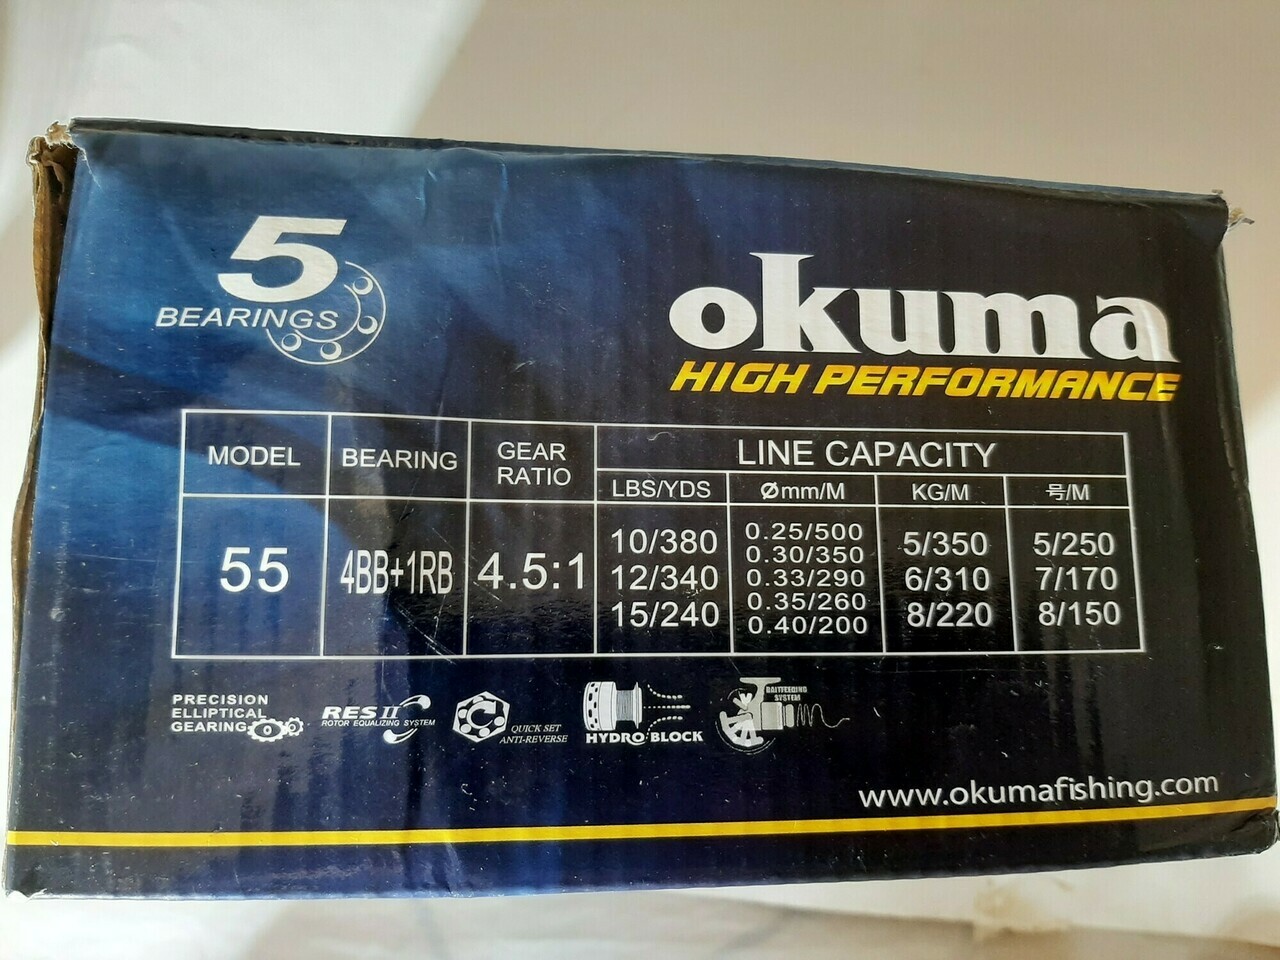 5
BEARINGS
okuma
HIGH PERFORMANCE
MODEL
BEARING
GEAR
RATIO
LINE CAPACITY
LBS/YDS
Ømm/M
KG/M
号/M
55
4BB+1RB
4.5:1
10/380
12/340
15/240
0.25/500
0.30/350
0.33/290
0.35/260
0.40/200
5/350
6/310
8/220
5/250
7/170
8/150
PRECISION
ELLIPTICAL
GEARING
RES II
ROTOR EQUALIZING SYSTEM
QUICK SET
ANTI-REVERSE
HYDRO BLOCK
BAITFEEDING
SYSTEM
www.okumafishing.com